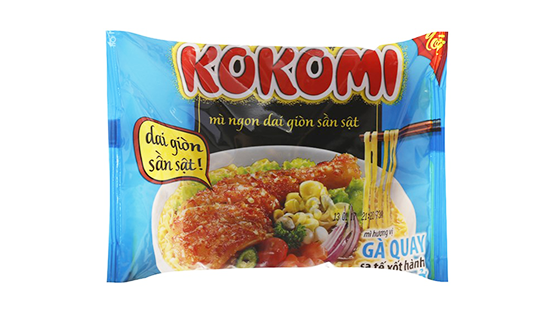 KOKOMI
mì ngon dai giòn sần sật
dai giòn
sần sật!
mì hương vị
GÀ QUAY
sa tế xốt hành